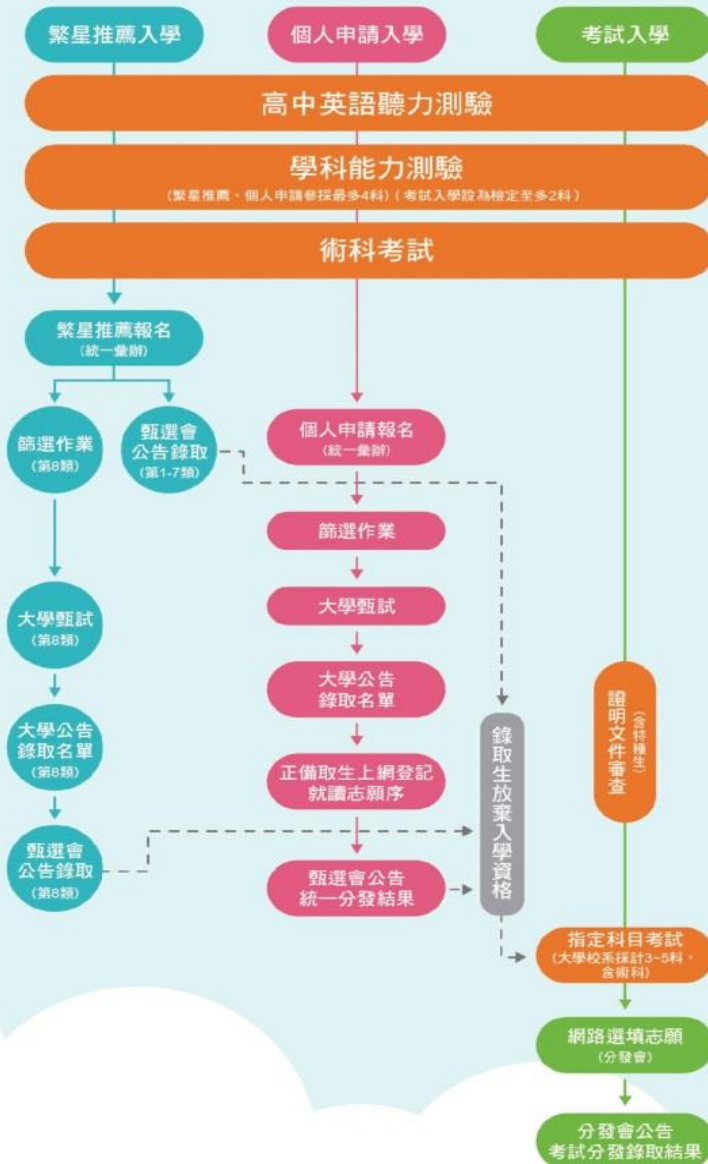 繁星推薦入學
個人申請入學
考試入學
高中英語聽力測驗
學科能力測驗
(繁星推薦、個人申請參採最多4科)(考試入學設為檢定至多2科)
術科考試
繁星推薦報名
(統一彙辦)
篩選作業
(第8類)
甄選會
公告錄取
(第1-7類)
大學甄試
(第8類)
大學公告
錄取名單
(第8類)
甄選會
公告錄取
(第8類)
個人申請報名
(統一彙辦)
篩選作業
大學甄試
大學公告
錄取名單
正備取生上網登記
就讀志願序
甄選會公告
統一分發結果
錄取生放棄入學資格
證明文件審查
(含特種生)
指定科目考試
(大學校系採計3~5科,
含術科)
網路選填志願
(分發會)
分發會公告
考試分發錄取結果